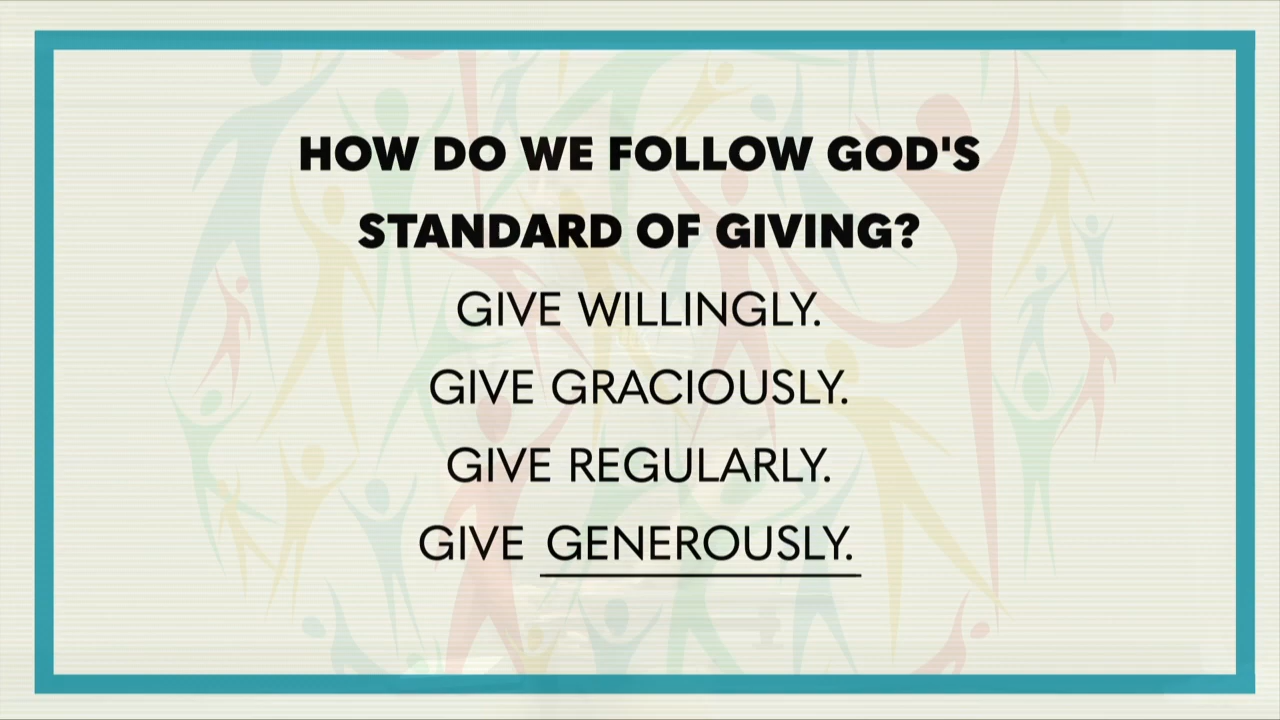 HOW DO WE FOLLOW GOD'S
STANDARD OF GIVING?
GIVE WILLINGLY.
GIVE GRACIOUSLY.
GIVE REGULARLY.
GIVE GENEROUSLY.